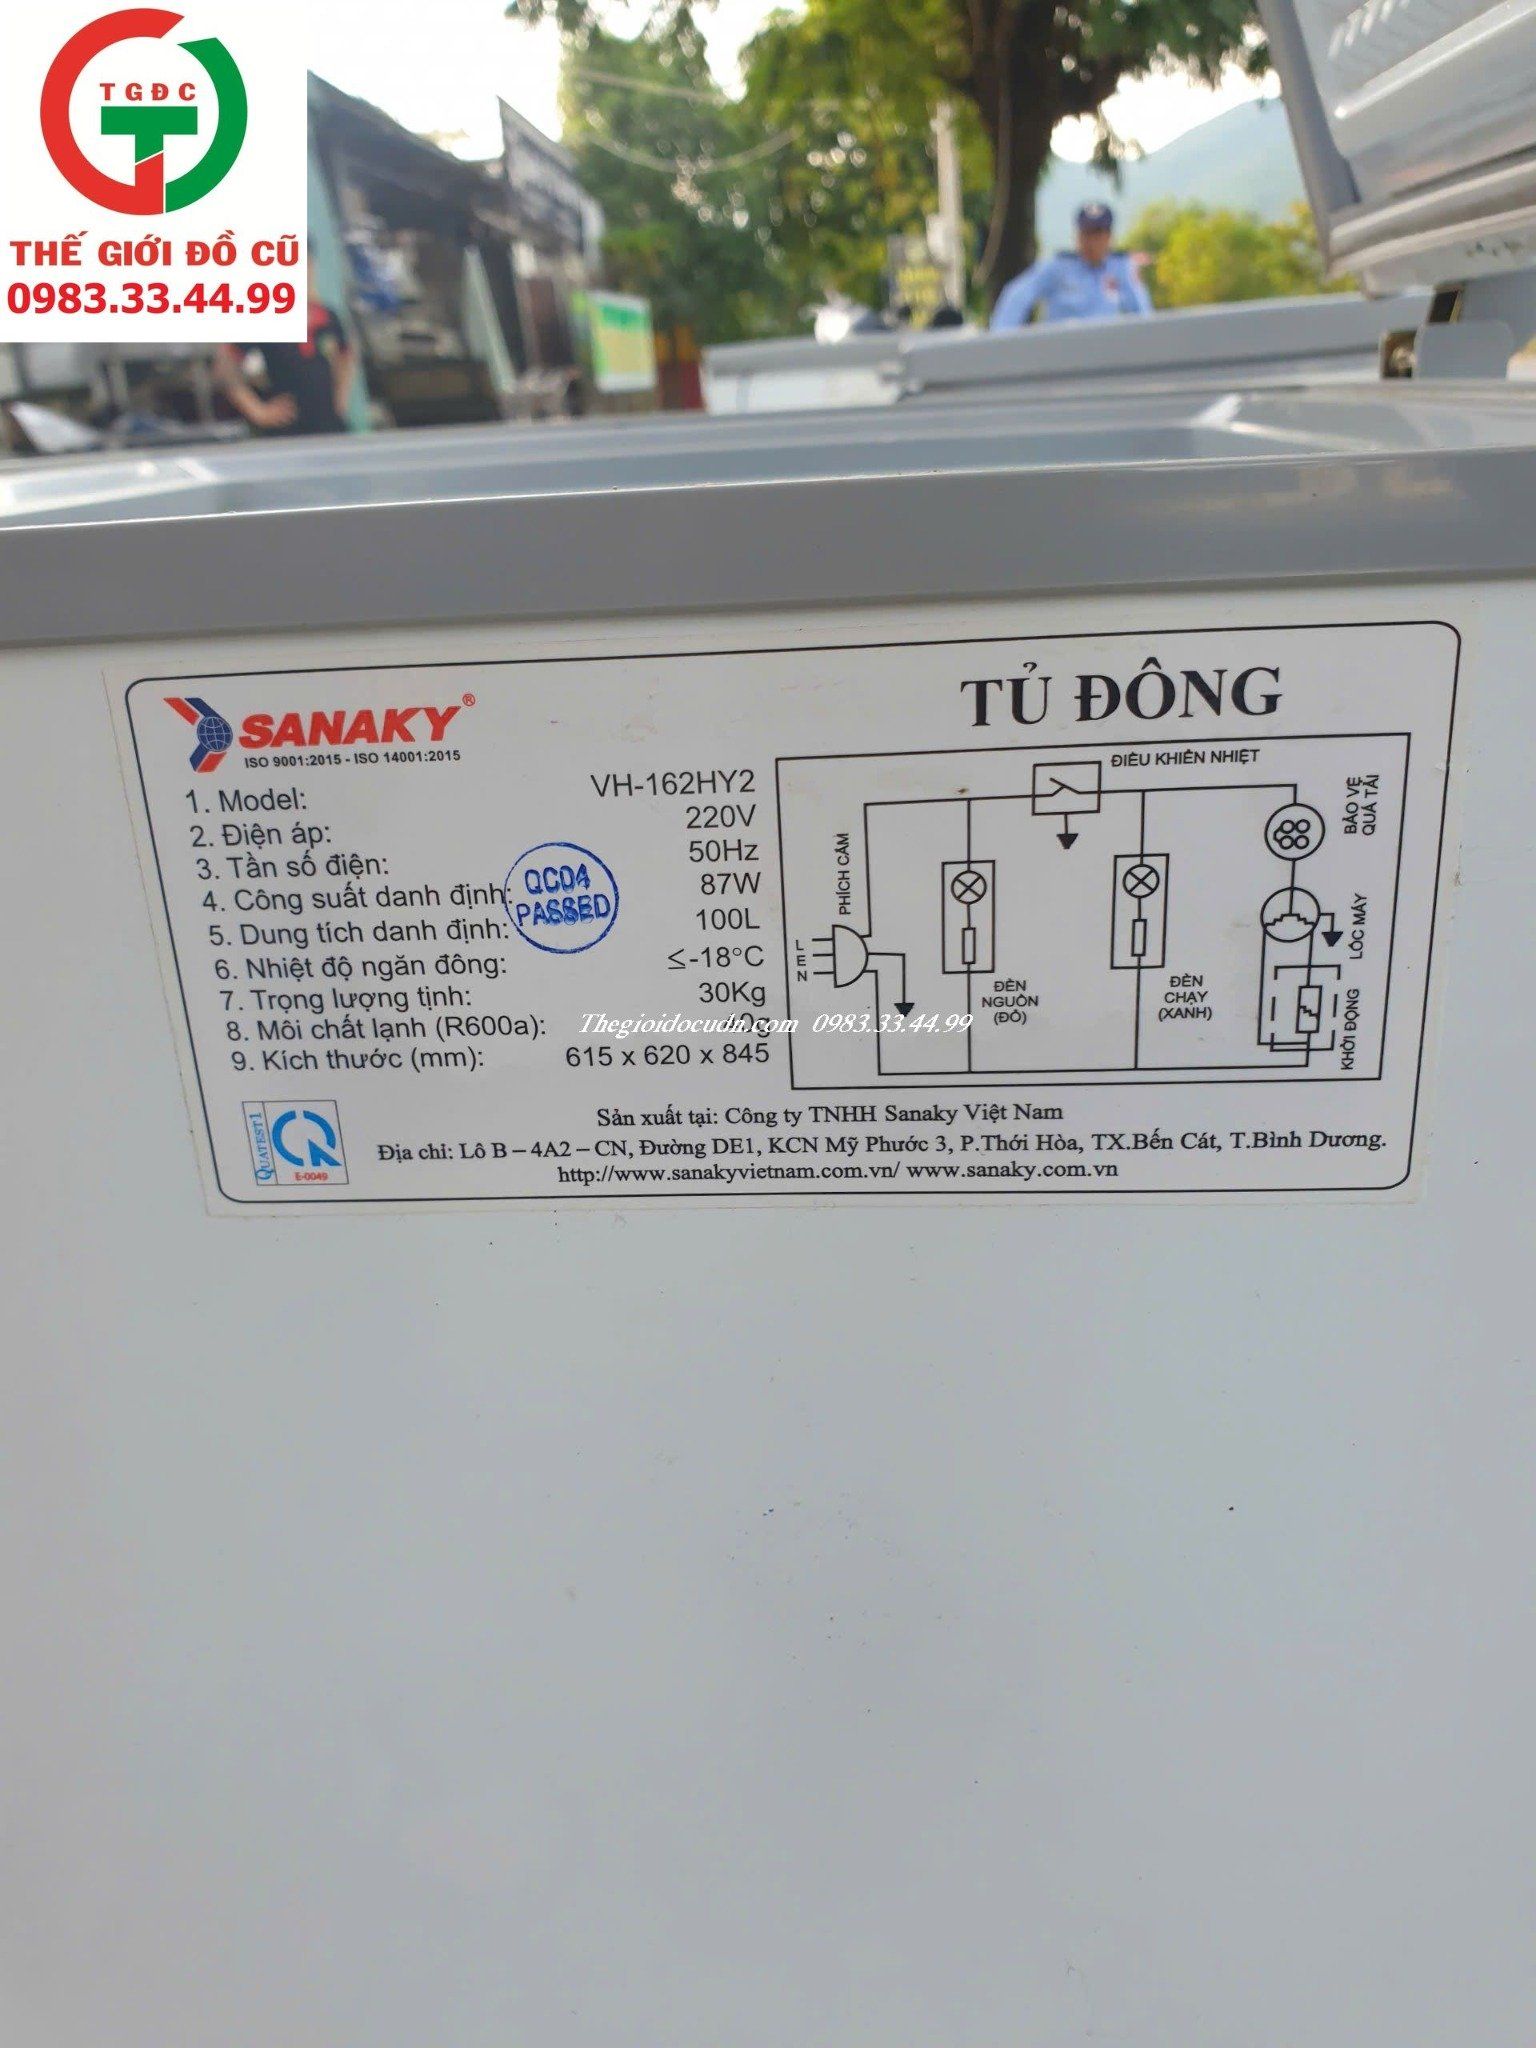 TGĐC
THẾ GIỚI ĐỒ CŨ
0983.33.44.99
SANAKY®
ISO 9001:2015 - ISO 14001:2015
TỦ ĐÔNG
1. Model: VH-162HY2
2. Điện áp: 220V
3. Tần số điện: 50Hz
4. Công suất danh định: 87W
5. Dung tích danh định: 100L
6. Nhiệt độ ngăn đông: ≤-18°C
7. Trọng lượng tịnh: 30Kg
8. Môi chất lạnh (R600a):
9. Kích thước (mm): 615 x 620 x 845
QC04
PASSED
Thegioidocudn.com 0983.33.44.99
ĐIỀU KHIỂN NHIỆT
BẢO VỆ
QUÁ TẢI
PHÍCH CẮM
L
E
N
ĐÈN
NGUỒN
(ĐỎ)
ĐÈN
CHẠY
(XANH)
LỐC MÁY
KHỞI ĐỘNG
QUATEST1
E-0049
Sản xuất tại: Công ty TNHH Sanaky Việt Nam
Địa chỉ: Lô B – 4A2 – CN, Đường DE1, KCN Mỹ Phước 3, P.Thới Hòa, TX.Bến Cát, T.Bình Dương.
http://www.sanakyvietnam.com.vn/ www.sanaky.com.vn